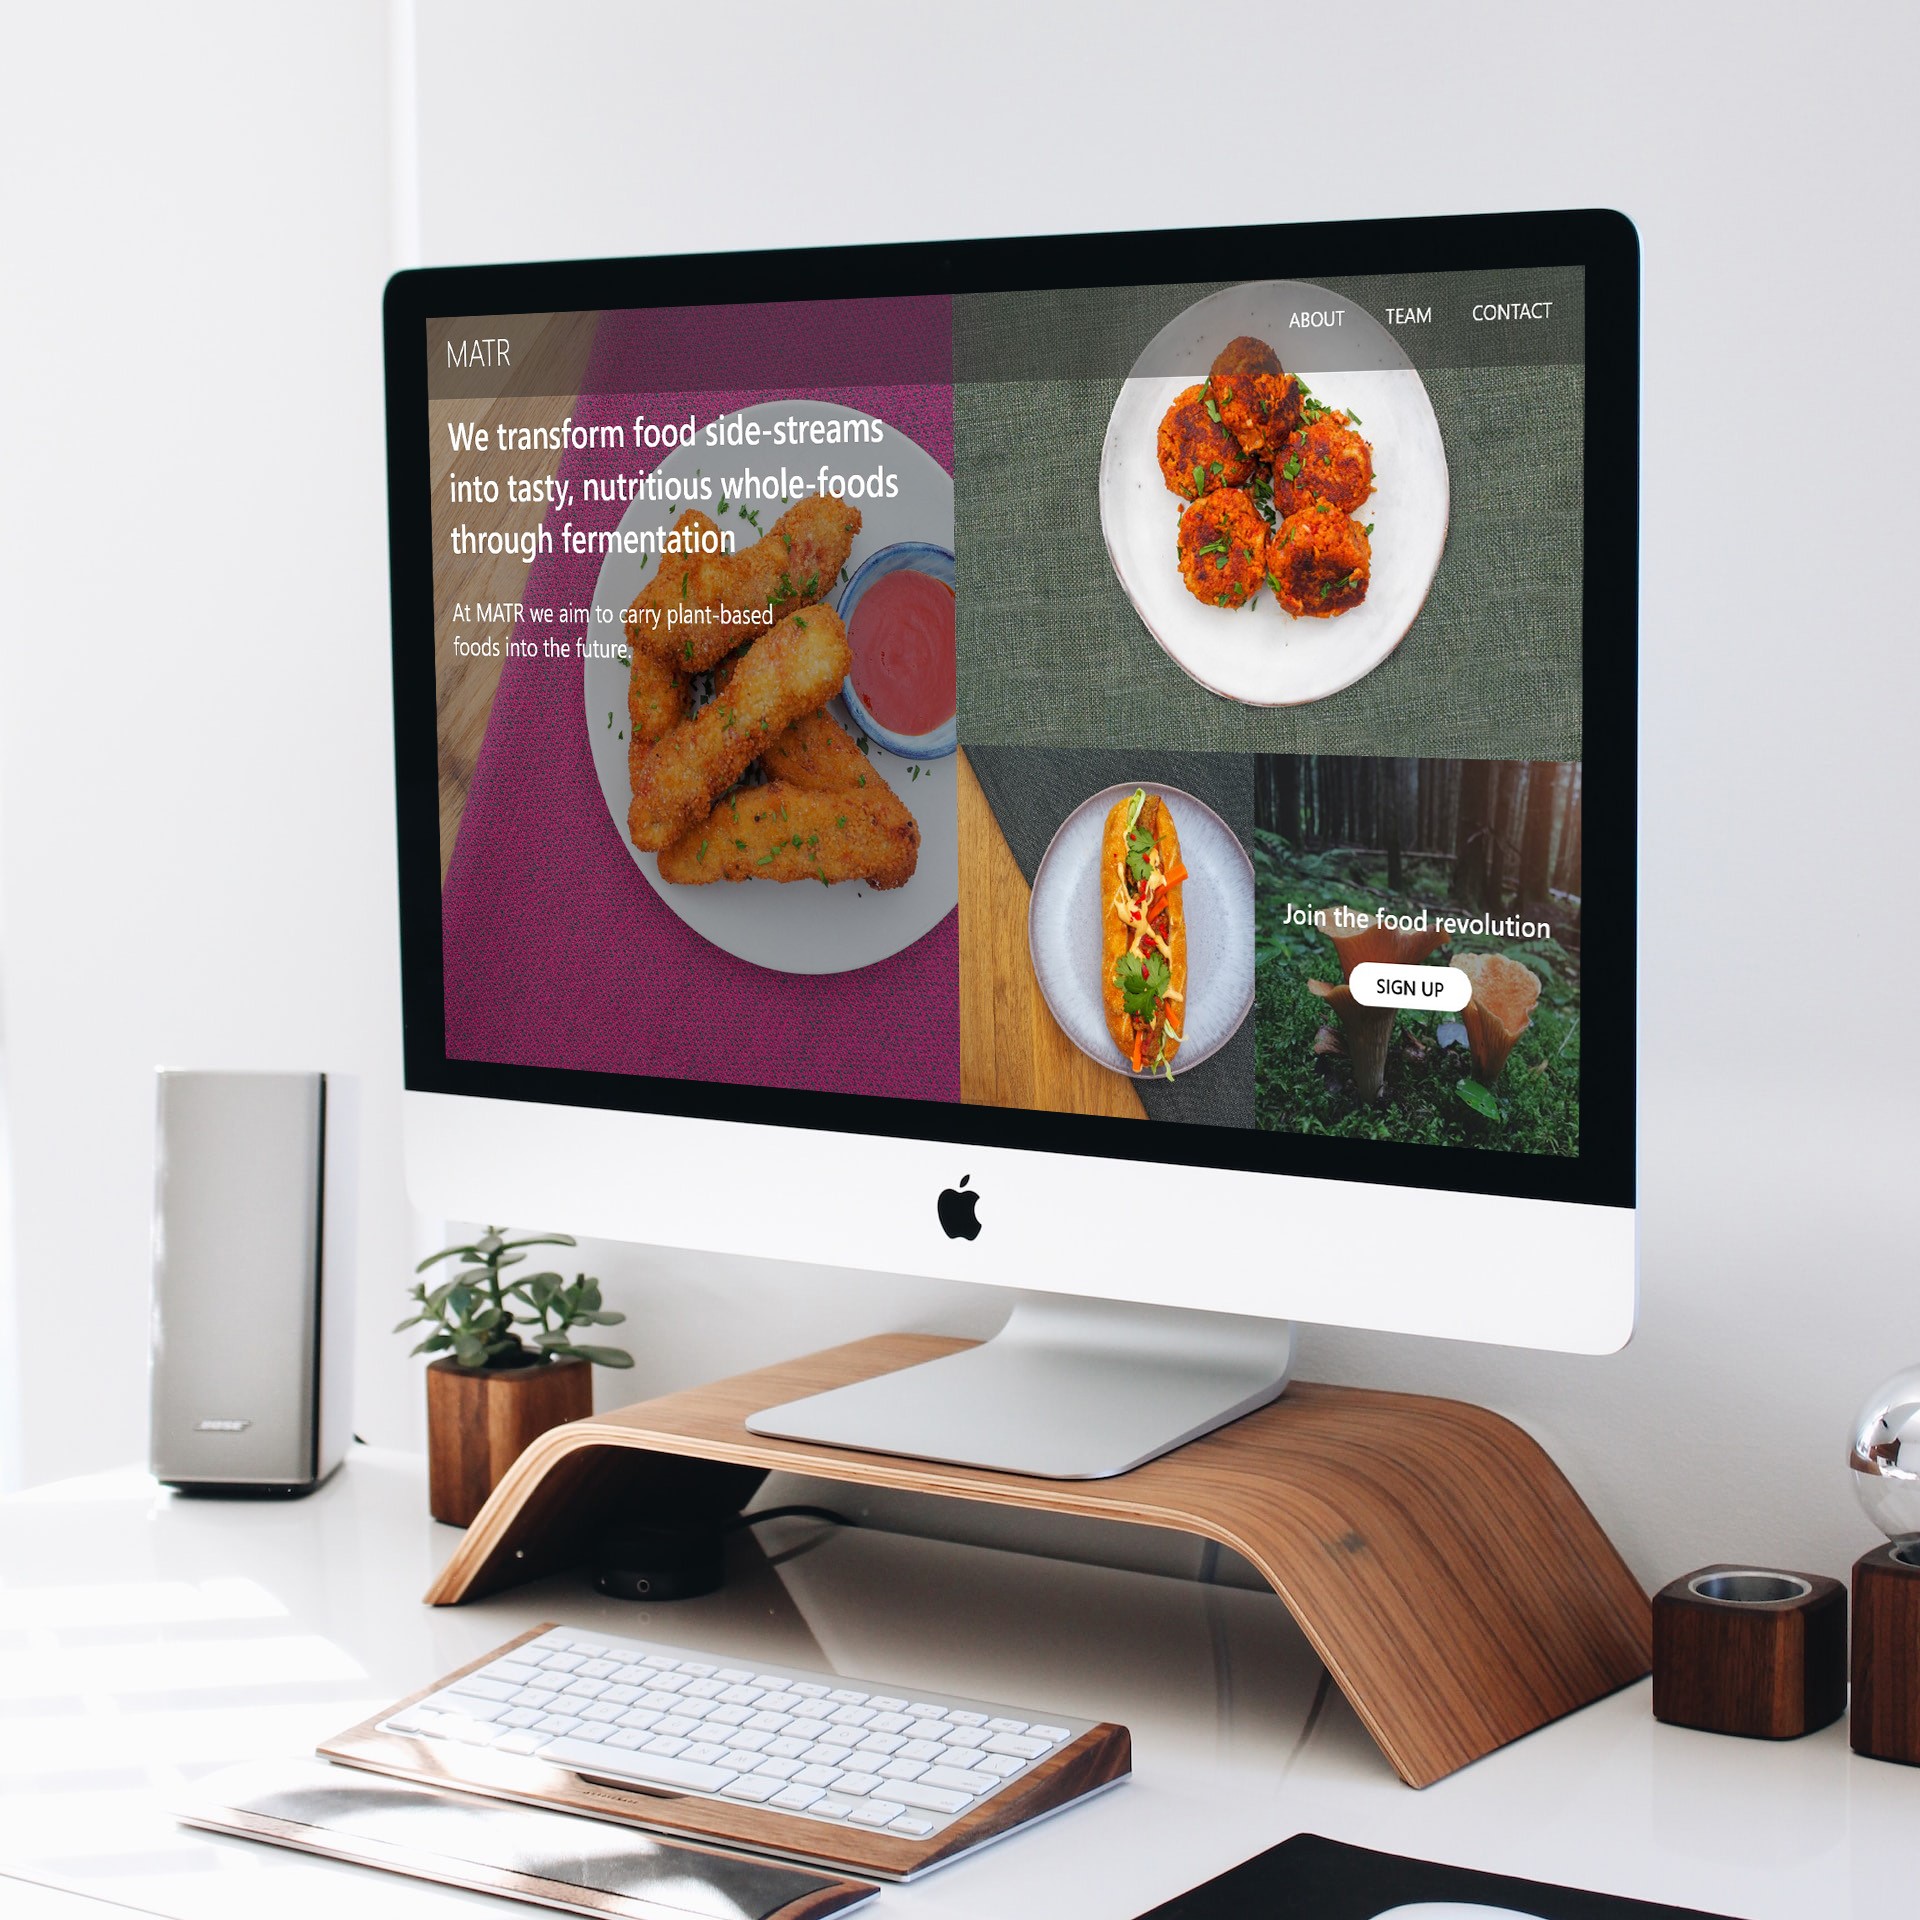 MATR
ABOUT TEAM CONTACT
We transform food side-streams
into tasty, nutritious whole-foods
through fermentation
At MATR we aim to carry plant-based
foods into the future.
Join the food revolution
SIGN UP
BOSE